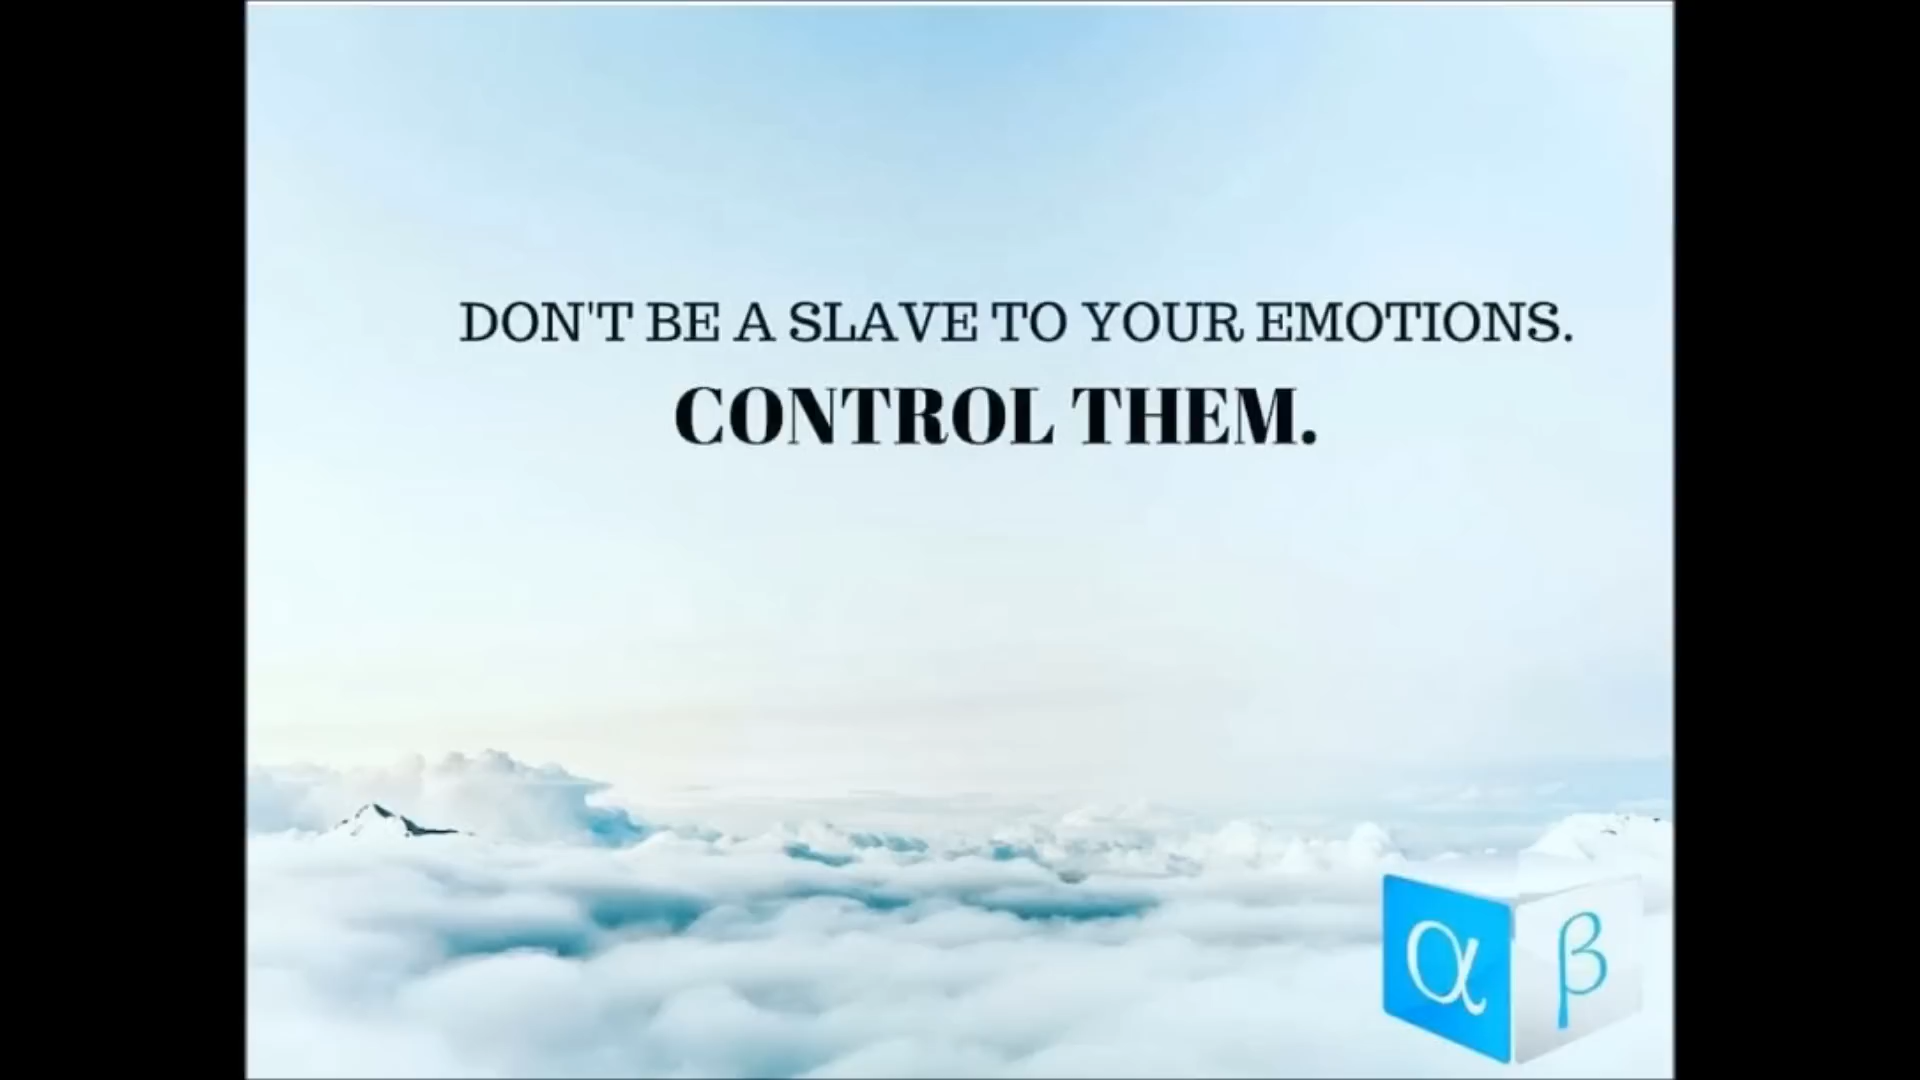 DON'T BE A SLAVE TO YOUR EMOTIONS.
CONTROL THEM.
α β